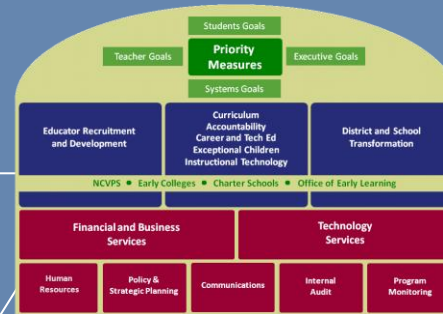 Students Goals
Teacher Goals
Priority
Measures
Executive Goals
Systems Goals
Educator Recruitment
and Development
Curriculum
Accountability
Career and Tech Ed
Exceptional Children
Instructional Technology
District and School
Transformation
NCVPS • Early Colleges • Charter Schools • Office of Early Learning
Financial and Business
Services
Technology
Services
Human
Resources
Policy &
Strategic Planning
Communications
Internal
Audit
Program
Monitoring